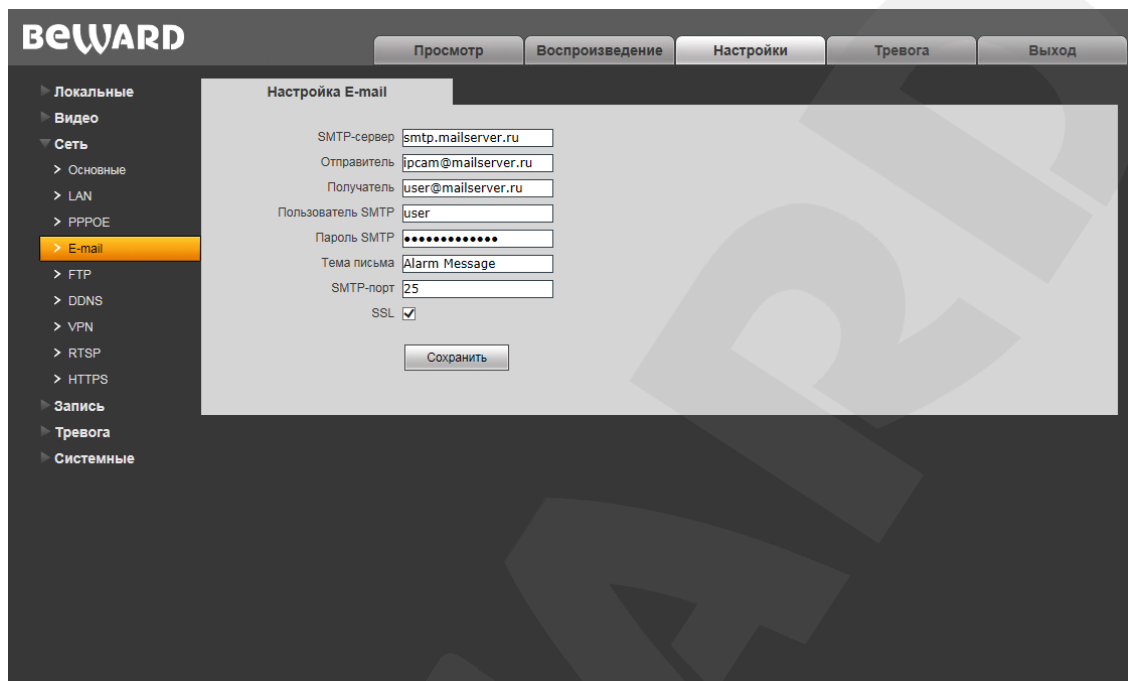 BEWARD
Просмотр
Воспроизведение
Настройки
Тревога
Выход
Локальные
Видео
Сеть
Основные
LAN
PPPOE
E-mail
FTP
DDNS
VPN
RTSP
HTTPS
Запись
Тревога
Системные
Настройка E-mail
SMTP-сервер smtp.mailserver.ru
Отправитель ipcam@mailserver.ru
Получатель user@mailserver.ru
Пользователь SMTP user
Пароль SMTP •••••••••••••
Тема письма Alarm Message
SMTP-порт 25
SSL
Сохранить